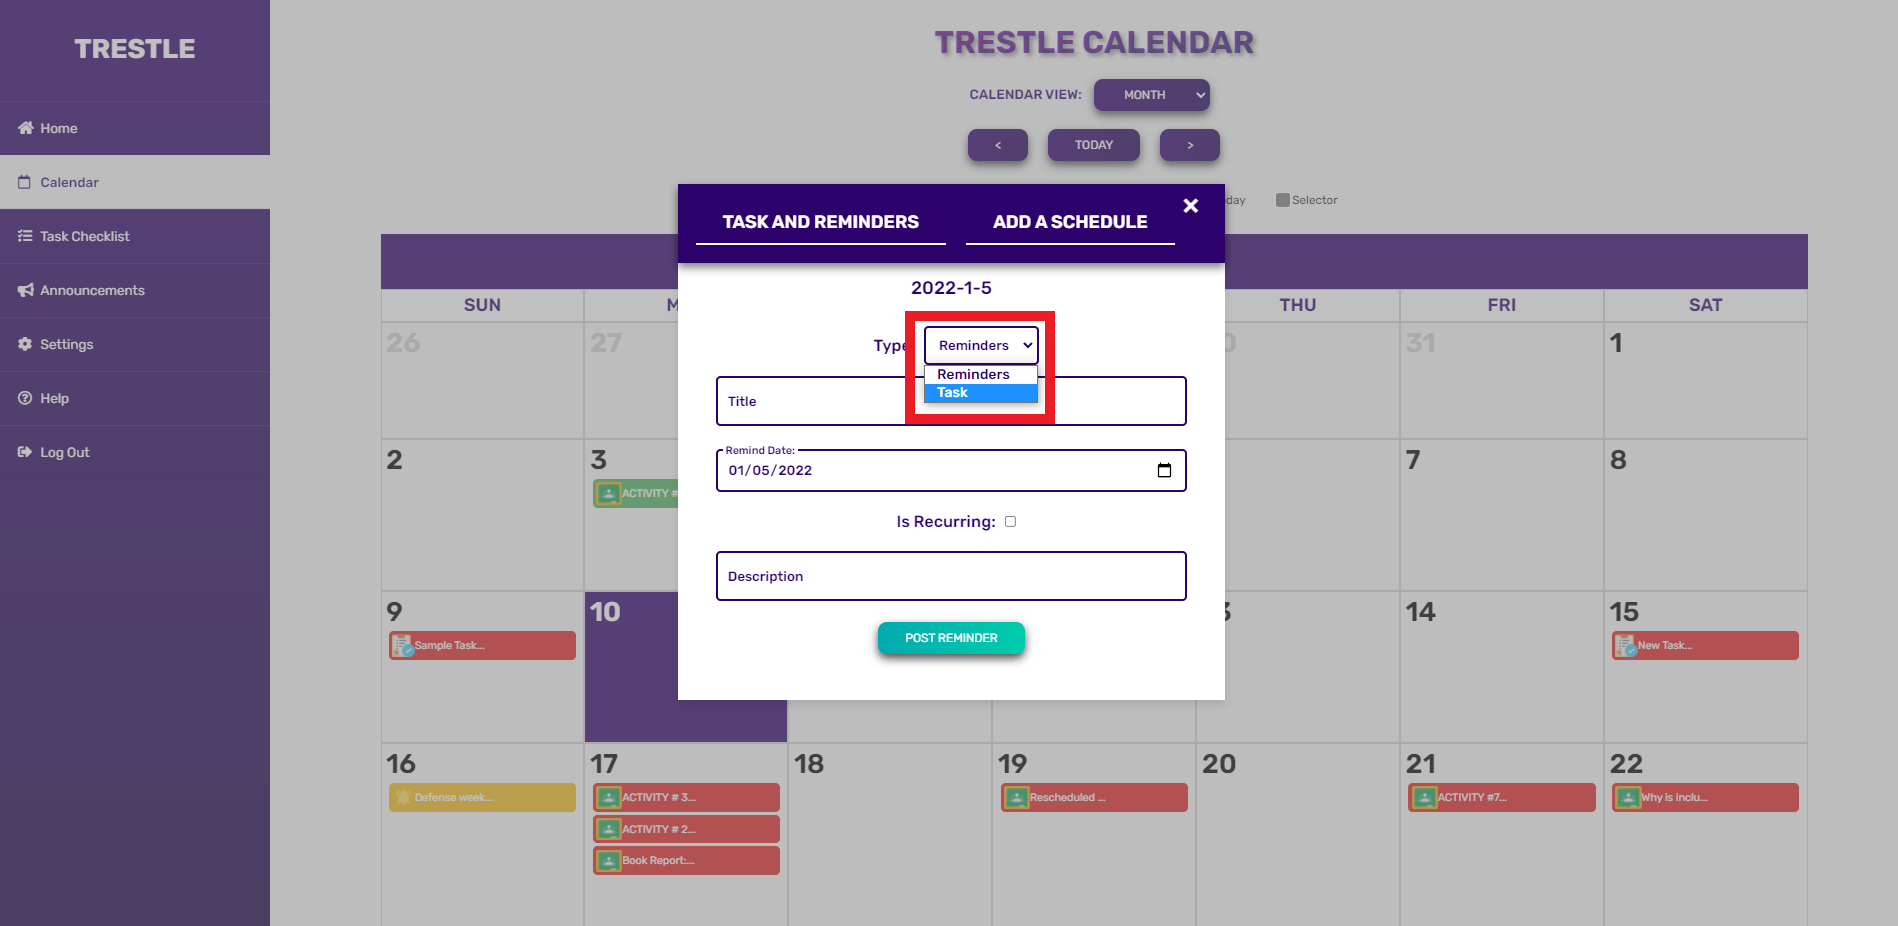 TRESTLE
Home
Calendar
Task Checklist
Announcements
Settings
Help
Log Out
TRESTLE CALENDAR
CALENDAR VIEW: MONTH
< TODAY >
day Selector
TASK AND REMINDERS ADD A SCHEDULE
2022-1-5
Type Reminders
Reminders
Task
Title
Remind Date:
01/05/2022
Is Recurring:
Description
POST REMINDER
SUN M THU FRI SAT
26 27 31 1
2 3 7 8
ACTIVITY #
9 10 14 15
Sample Task... New Task...
16 17 18 19 20 21 22
Defense week... ACTIVITY # 3... Rescheduled ... ACTIVITY #7... Why is inclu...
ACTIVITY # 2...
Book Report:...